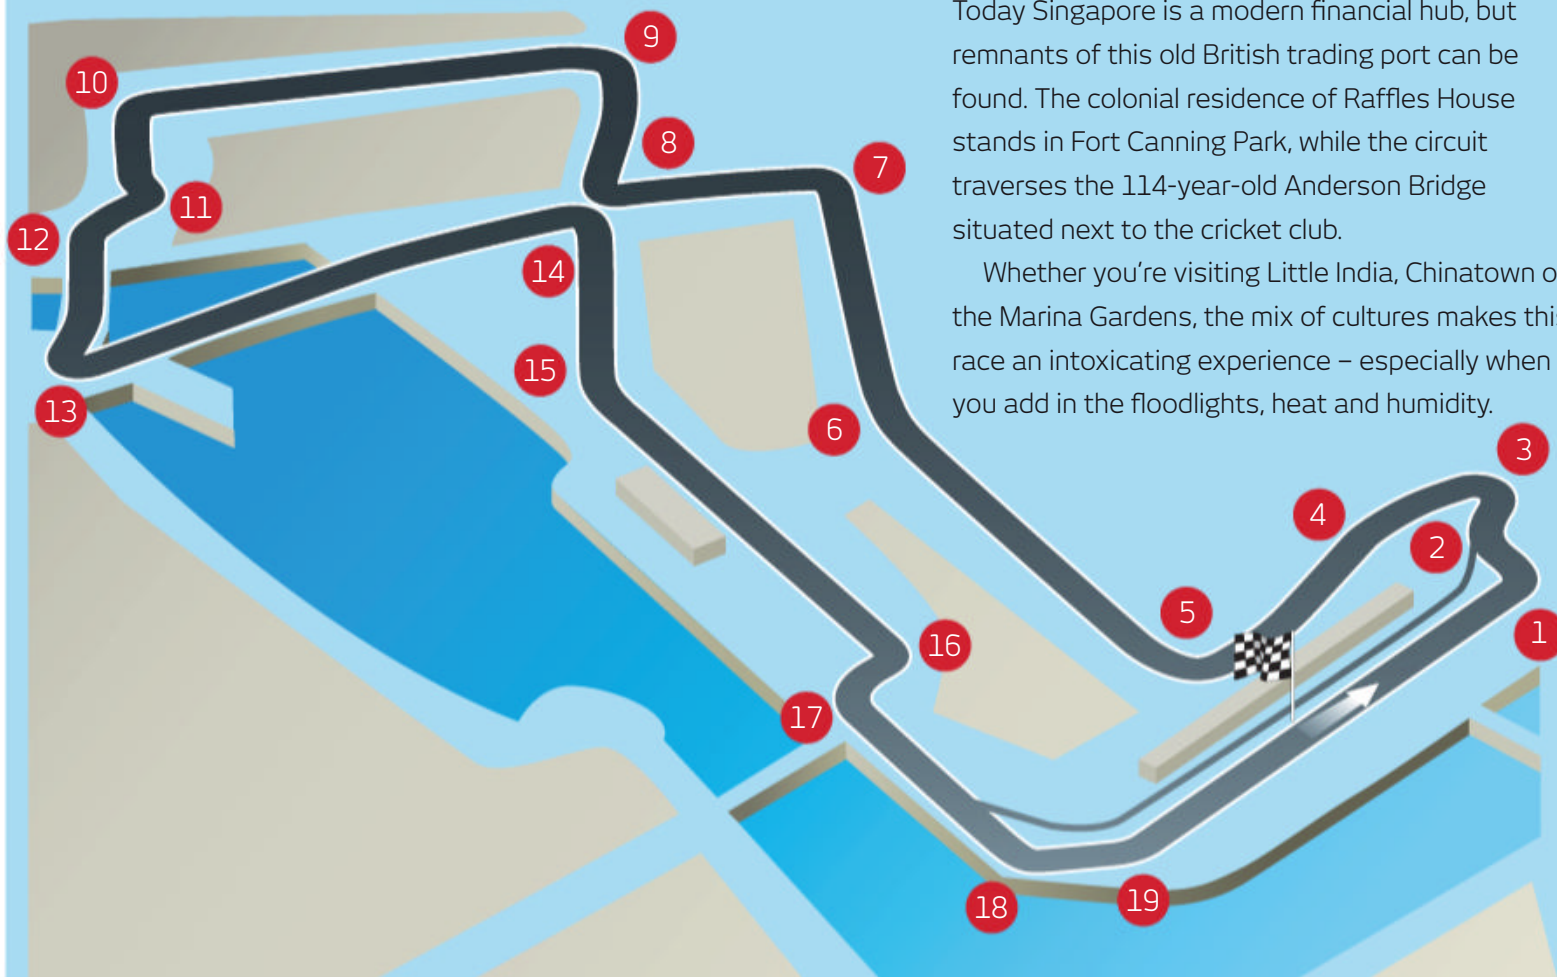 Today Singapore is a modern financial hub, but
remnants of this old British trading port can be
found. The colonial residence of Raffles House
stands in Fort Canning Park, while the circuit
traverses the 114-year-old Anderson Bridge
situated next to the cricket club.
Whether you’re visiting Little India, Chinatown o
the Marina Gardens, the mix of cultures makes this
race an intoxicating experience – especially when
you add in the floodlights, heat and humidity.
9
10
8
7
11
12
14
15
13
6
3
4
2
5
1
16
17
18
19